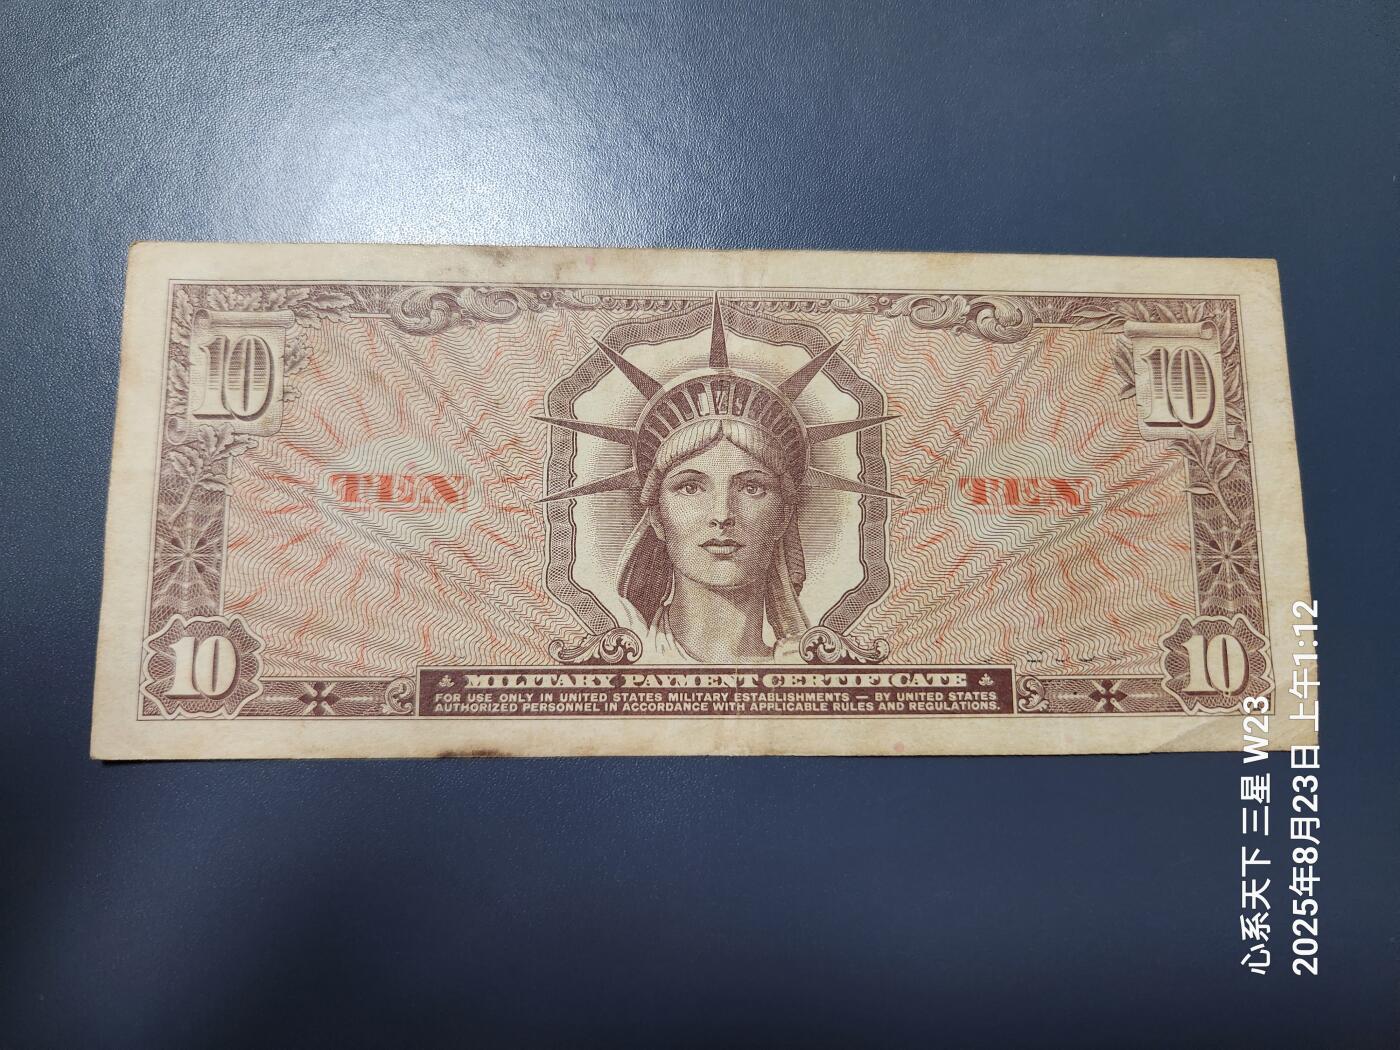 10
10
TEN
TEN
10
10
MILITARY PAYMENT CERTIFICATE
FOR USE ONLY IN UNITED STATES MILITARY ESTABLISHMENTS — BY UNITED STATES
AUTHORIZED PERSONNEL IN ACCORDANCE WITH APPLICABLE RULES AND REGULATIONS.
心系天下 三星 W23
2025年8月23日 上午1:12